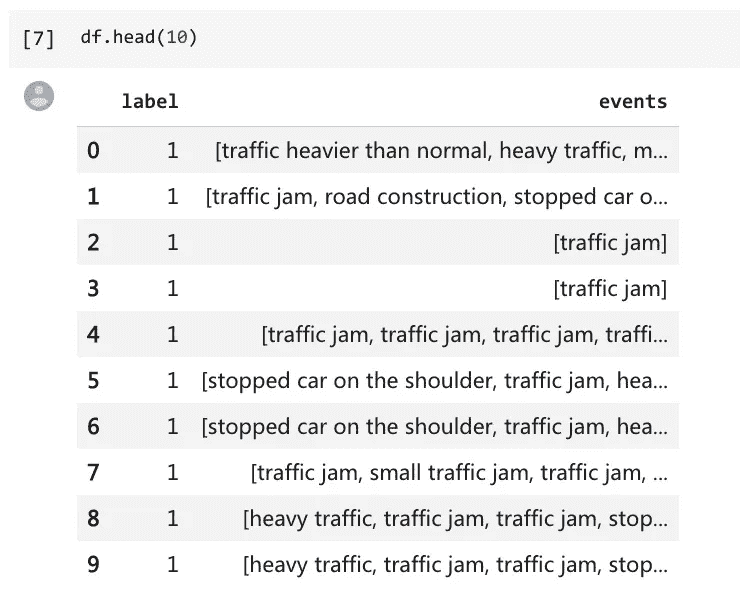 [7] df.head(10)
label events
0 1 [traffic heavier than normal, heavy traffic, m...
1 1 [traffic jam, road construction, stopped car o...
2 1 [traffic jam]
3 1 [traffic jam]
4 1 [traffic jam, traffic jam, traffic jam, traffi...
5 1 [stopped car on the shoulder, traffic jam, hea...
6 1 [stopped car on the shoulder, traffic jam, hea...
7 1 [traffic jam, small traffic jam, traffic jam, ...
8 1 [heavy traffic, traffic jam, traffic jam, stop...
9 1 [heavy traffic, traffic jam, traffic jam, stop...